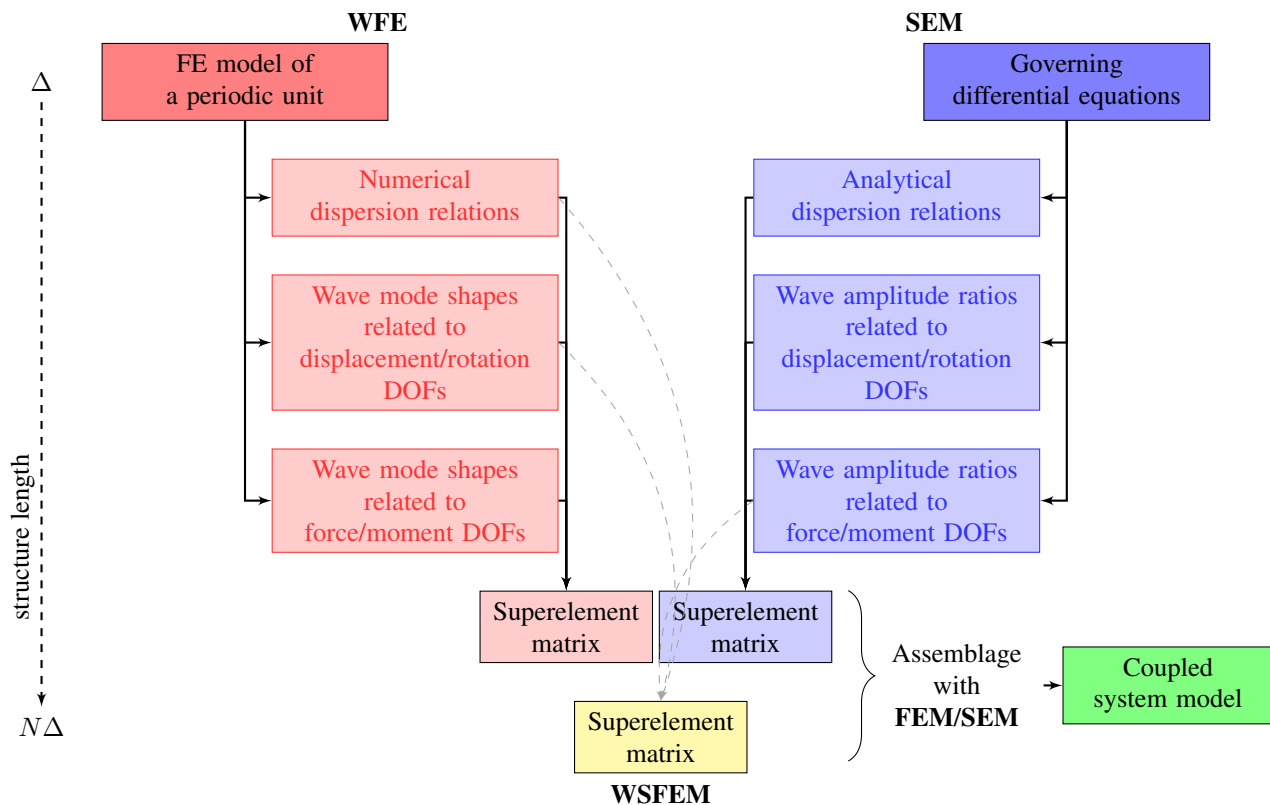 WFE
SEM
FE model of
a periodic unit
Governing
differential equations
Δ
Numerical
dispersion relations
Analytical
dispersion relations
Wave mode shapes
related to
displacement/rotation
DOFs
Wave amplitude ratios
related to
displacement/rotation
DOFs
structure length
Wave mode shapes
related to
force/moment DOFs
Wave amplitude ratios
related to
force/moment DOFs
Superelement
matrix
Superelement
matrix
Assemblage
with
FEM/SEM
Coupled
system model
NΔ
Superelement
matrix
WSFEM